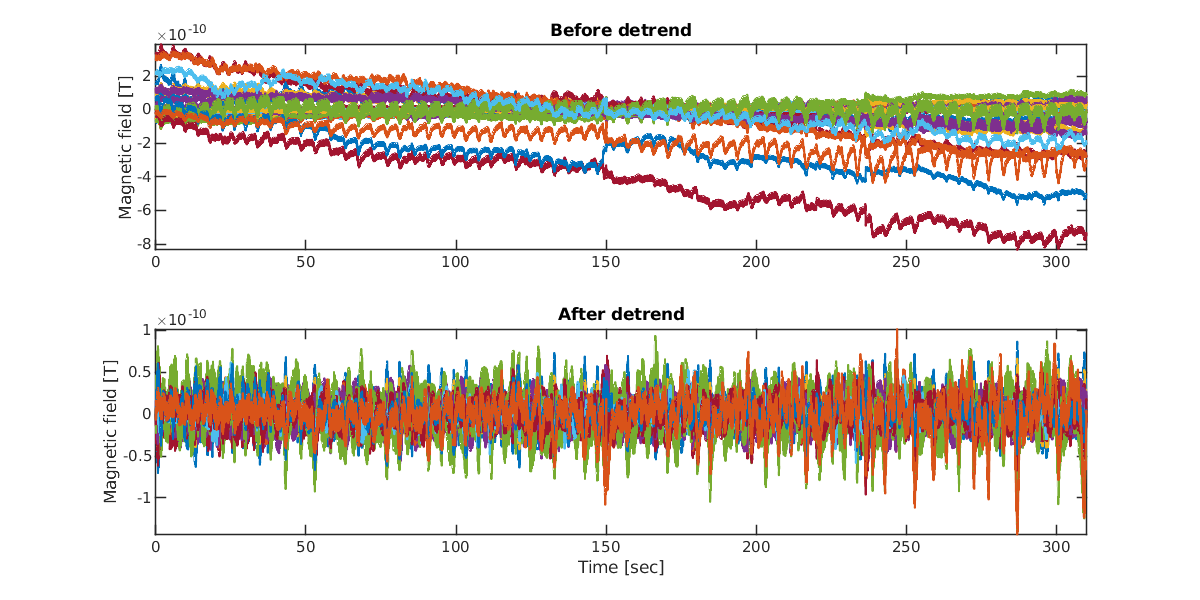 Before detrend
×10-10
2
0
-2
-4
-6
-8
Magnetic field [T]
0 50 100 150 200 250 300
After detrend
×10-10
1
0.5
0
-0.5
-1
Magnetic field [T]
0 50 100 150 200 250 300
Time [sec]